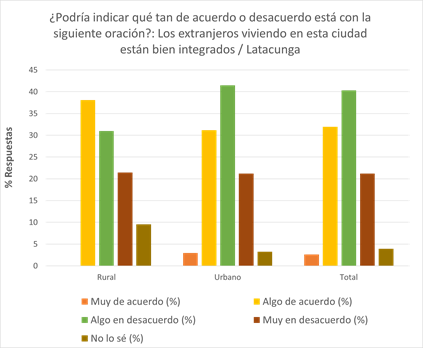 ¿Podría indicar qué tan de acuerdo o desacuerdo está con la
siguiente oración?: Los extranjeros viviendo en esta ciudad
están bien integrados / Latacunga
% Respuestas
45
40
35
30
25
20
15
10
5
0
Rural Urbano Total
Muy de acuerdo (%) Algo de acuerdo (%)
Algo en desacuerdo (%) Muy en desacuerdo (%)
No lo sé (%)